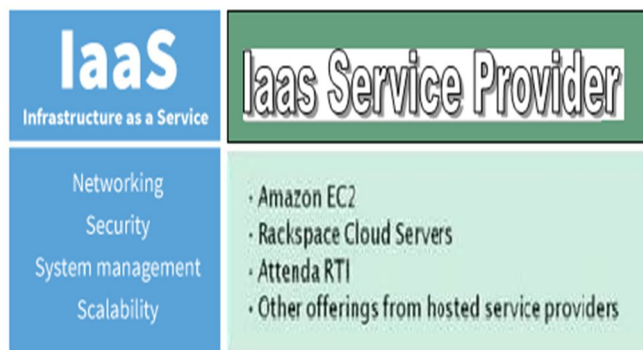 IaaS
Infrastructure as a Service
Iaas Service Provider
Networking
Security
System management
Scalability
· Amazon EC2
· Rackspace Cloud Servers
· Attenda RTI
· Other offerings from hosted service providers